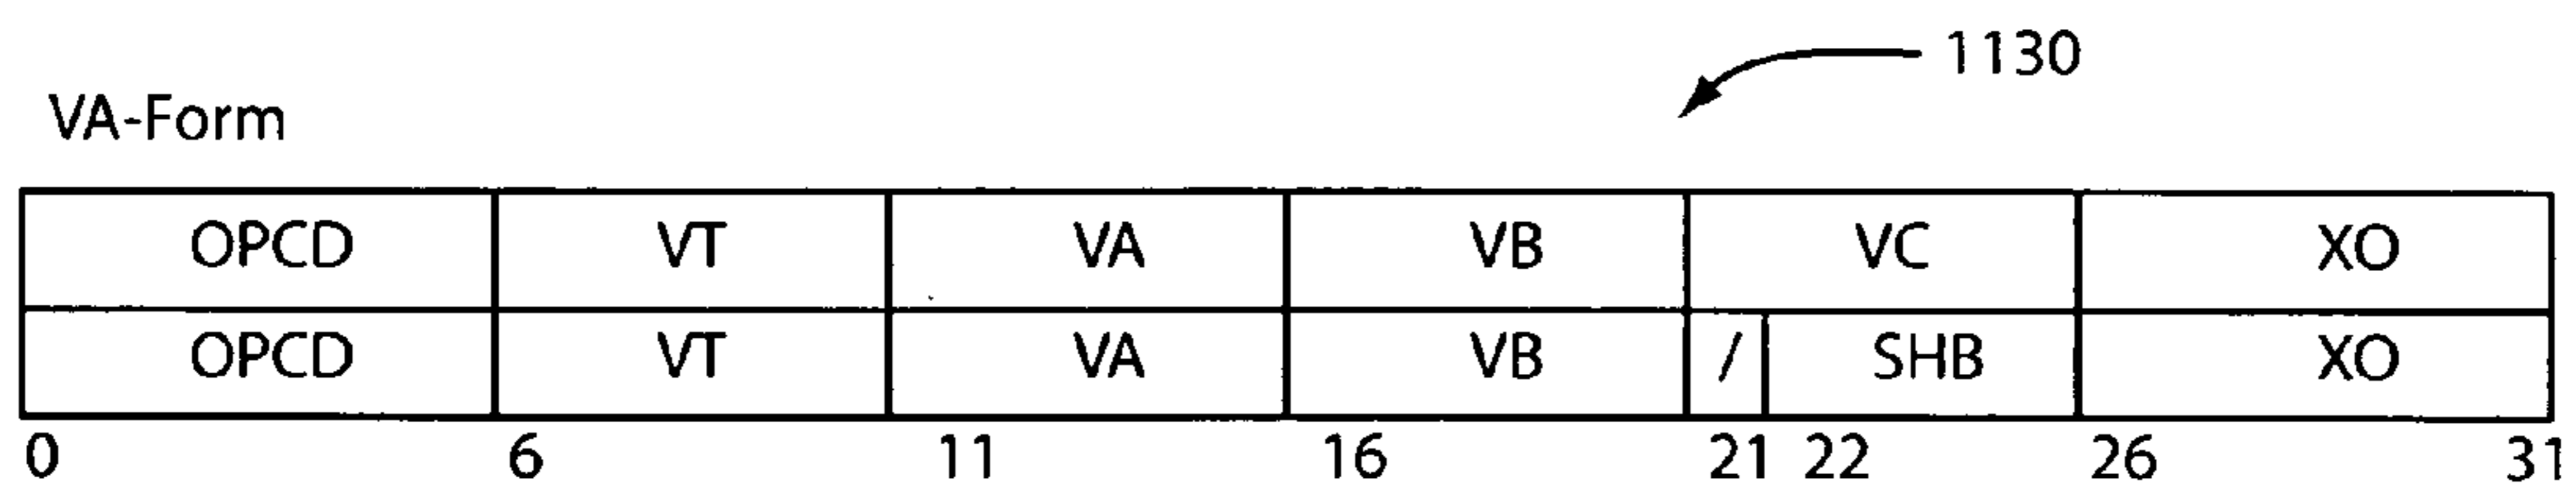 1130
VA-Form
OPCD VT VA VB VC XO
OPCD VT VA VB / SHB XO
0 6 11 16 21 22 26 31